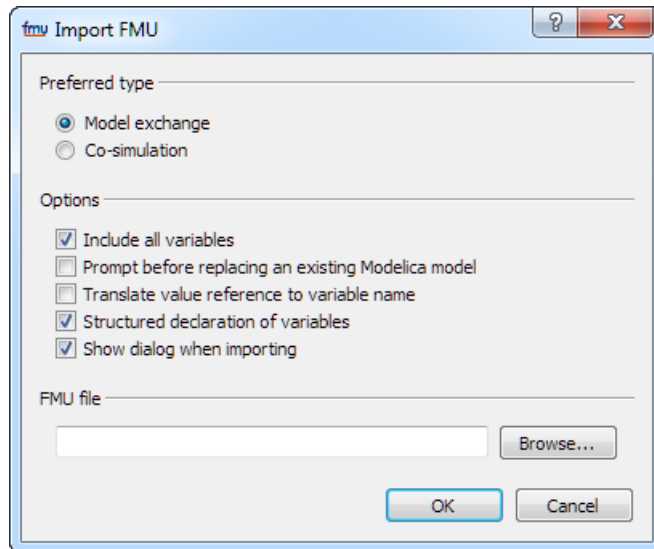 fmu Import FMU
?
Preferred type
Model exchange
Co-simulation
Options
Include all variables
Prompt before replacing an existing Modelica model
Translate value reference to variable name
Structured declaration of variables
Show dialog when importing
FMU file
Browse...
OK Cancel